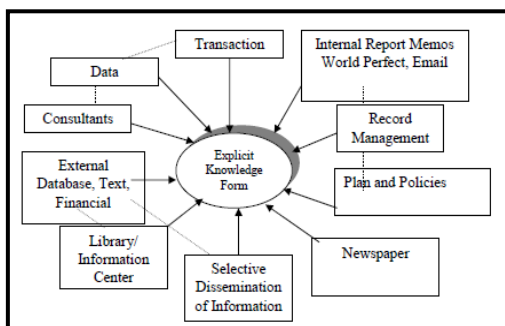 Transaction
Internal Report Memos
World Perfect, Email
Data
Consultants
Record
Management
Explicit
Knowledge
Form
External
Database, Text,
Financial
Plan and Policies
Library/
Information
Center
Newspaper
Selective
Dissemination
of Information